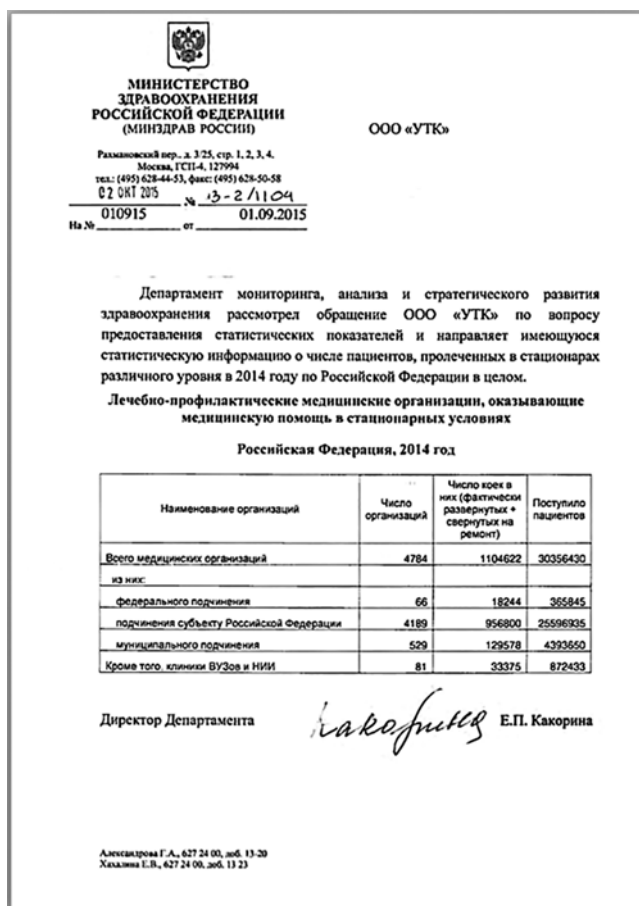 МИНИСТЕРСТВО
ЗДРАВООХРАНЕНИЯ
РОССИЙСКОЙ ФЕДЕРАЦИИ
(МИНЗДРАВ РОССИИ)
Рахмановский пер., д. 3/25, стр. 1, 2, 3, 4,
Москва, ГСП-4, 127994
тел.: (495) 628-44-53, факс: (495) 628-50-58
02 ОКТ 2015 № 13-2/1104
010915 01.09.2015
На № от
ООО «УТК»
Департамент мониторинга, анализа и стратегического развития
здравоохранения рассмотрел обращение ООО «УТК» по вопросу
предоставления статистических показателей и направляет имеющуюся
статистическую информацию о числе пациентов, пролеченных в стационарах
различного уровня в 2014 году по Российской Федерации в целом.
Лечебно-профилактические медицинские организации, оказывающие
медицинскую помощь в стационарных условиях
Российская Федерация, 2014 год
Наименование организаций
Число
организаций
Число коек в
них (фактически
развернутых +
свернутых на
ремонт)
Поступило
пациентов
Всего медицинских организаций 4784 1104622 30356430
из них:
федерального подчинения 66 18244 365845
подчинения субъекту Российской Федерации 4189 956800 25596935
муниципального подчинения 529 129578 4393650
Кроме того, клиники ВУЗов и НИИ 81 33375 872433
Директор Департамента Какорина Е.П. Какорина
Александрова Г.А., 627 24 00, доб. 13-20
Хахалина Е.В., 627 24 00, доб. 13 23